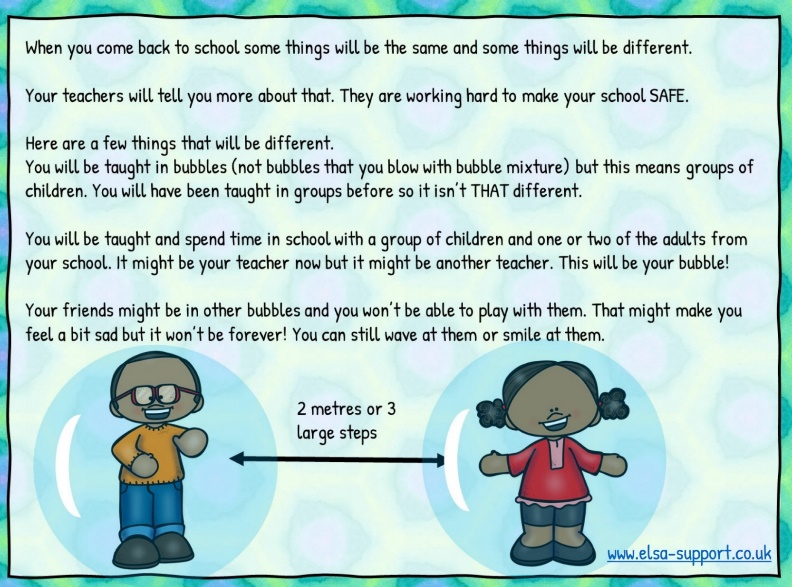 When you come back to school some things will be the same and some things will be different.
Your teachers will tell you more about that. They are working hard to make your school SAFE.
Here are a few things that will be different.
You will be taught in bubbles (not bubbles that you blow with bubble mixture) but this means groups of
children. You will have been taught in groups before so it isn't THAT different.
You will be taught and spend time in school with a group of children and one or two of the adults from
your school. It might be your teacher now but it might be another teacher. This will be your bubble!
Your friends might be in other bubbles and you won't be able to play with them. That might make you
feel a bit sad but it won't be forever! You can still wave at them or smile at them.
2 metres or 3
large steps
www.elsa-support.co.uk